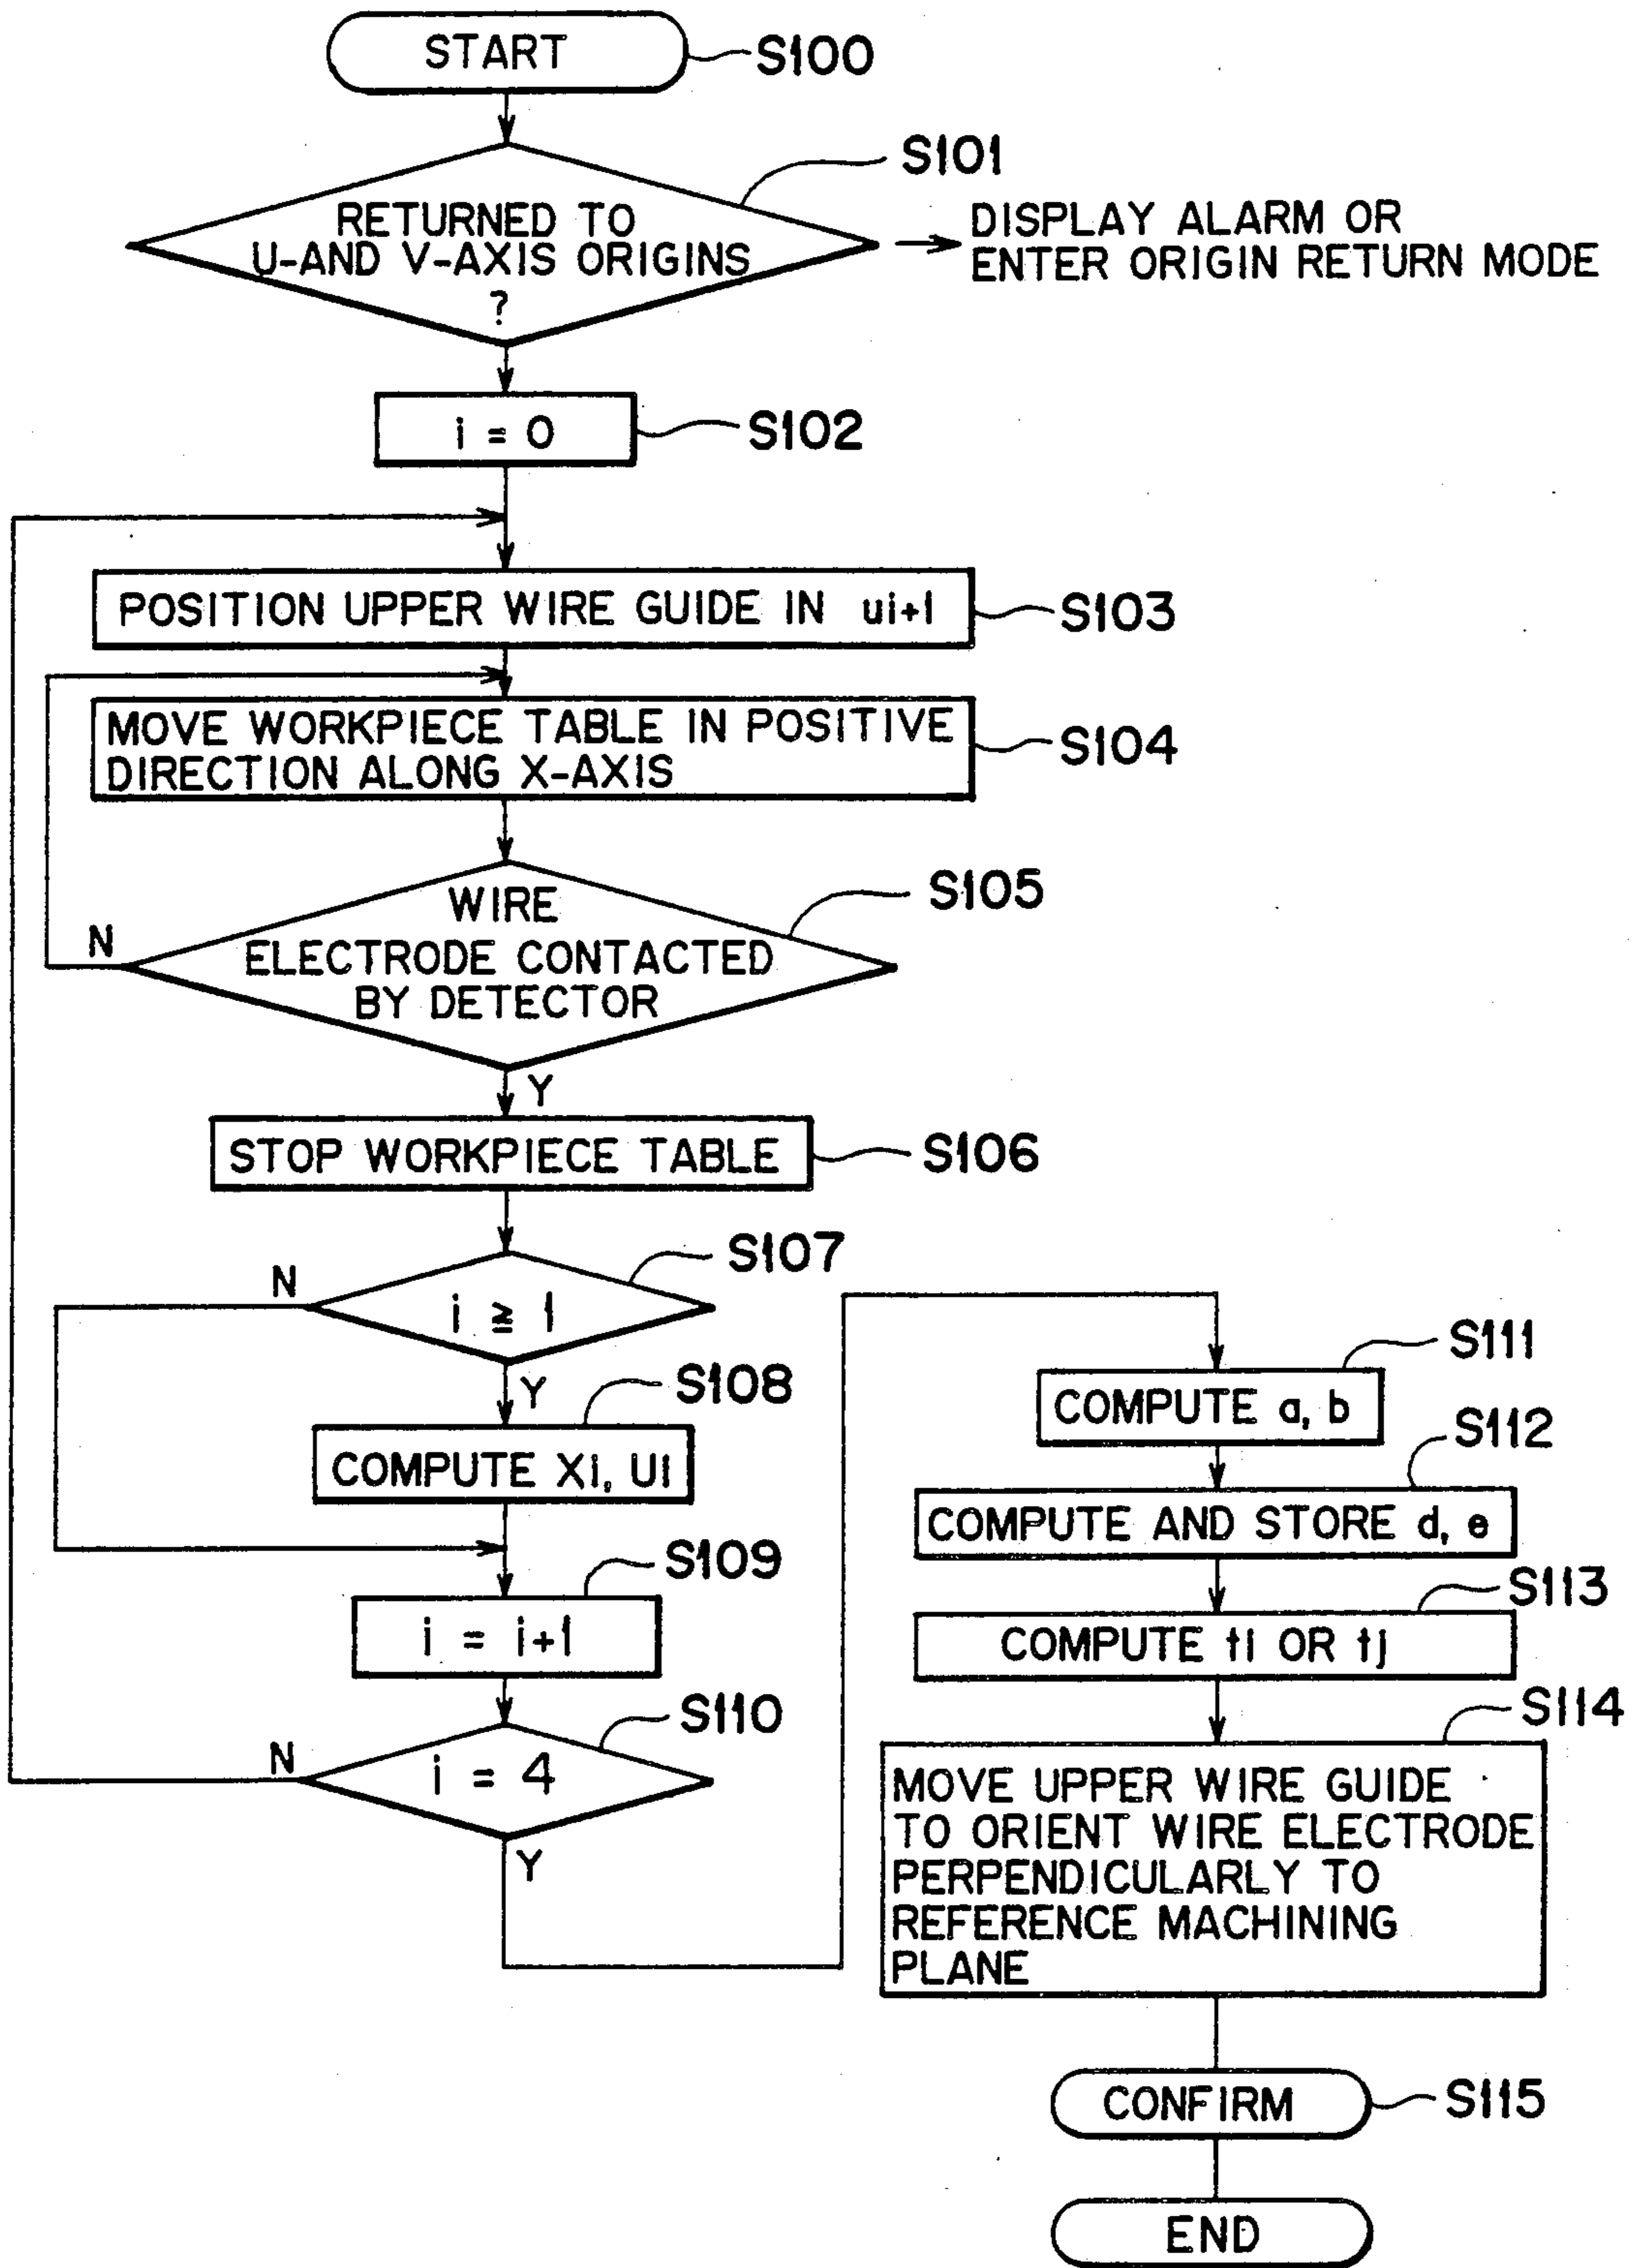 START
S100
S101
RETURNED TO
U-AND V-AXIS ORIGINS
?
DISPLAY ALARM OR
ENTER ORIGIN RETURN MODE
i = 0
S102
POSITION UPPER WIRE GUIDE IN ui+1
S103
MOVE WORKPIECE TABLE IN POSITIVE
DIRECTION ALONG X-AXIS
S104
S105
WIRE
ELECTRODE CONTACTED
BY DETECTOR
N
Y
STOP WORKPIECE TABLE
S106
S107
N
i ≧ 1
Y
S108
COMPUTE Xi, Ui
S109
i = i+1
S110
N
i = 4
Y
S111
COMPUTE a, b
S112
COMPUTE AND STORE d, e
S113
COMPUTE ti OR tj
S114
MOVE UPPER WIRE GUIDE
TO ORIENT WIRE ELECTRODE
PERPENDICULARLY TO
REFERENCE MACHINING
PLANE
CONFIRM
S115
END